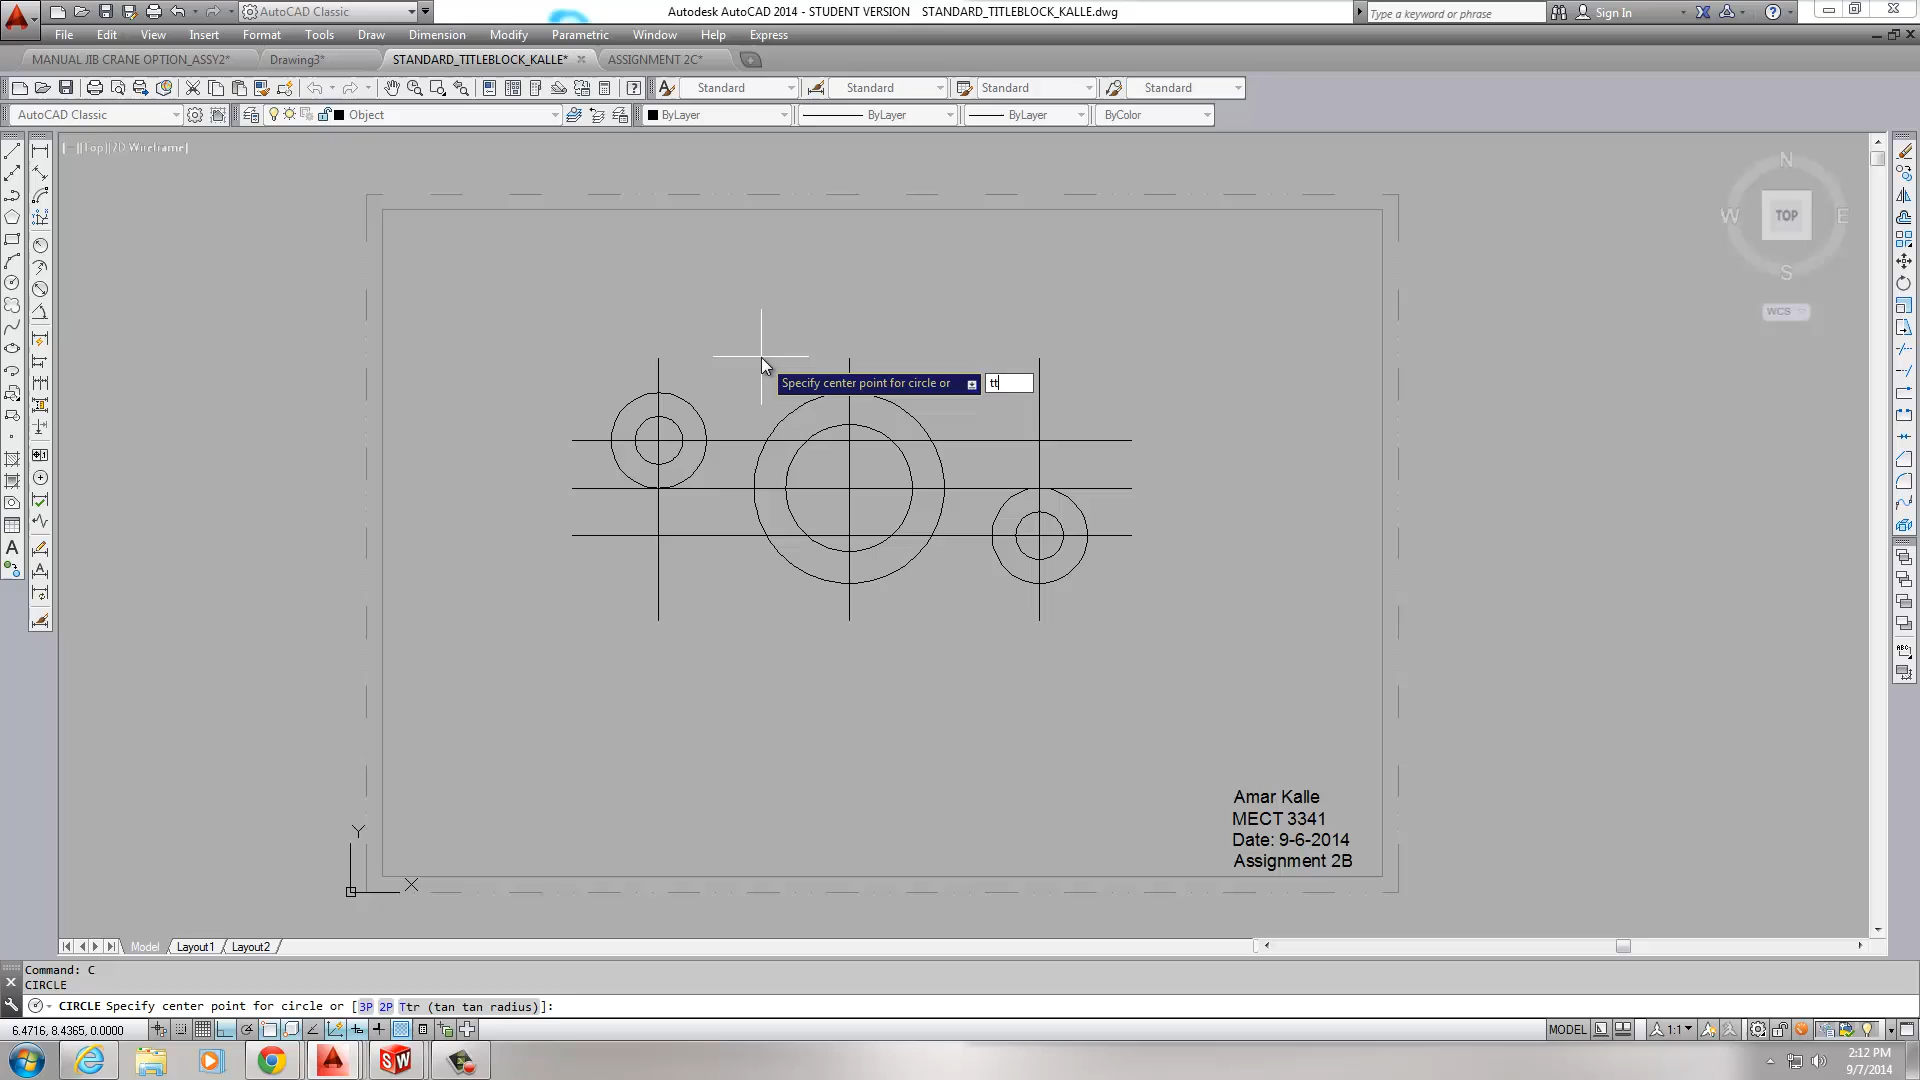 AutoCAD Classic
Autodesk AutoCAD 2014 - STUDENT VERSION STANDARD_TITLEBLOCK_KALLE.dwg
Type a keyword or phrase
Sign In
File Edit View Insert Format Tools Draw Dimension Modify Parametric Window Help Express
MANUAL JIB CRANE OPTION_ASSY2* Drawing3* STANDARD_TITLEBLOCK_KALLE* ASSIGNMENT 2C*
Standard Standard Standard Standard
AutoCAD Classic Object ByLayer ByLayer ByLayer ByColor
[−][Top][2D Wireframe]
N
W TOP E
S
WCS
Specify center point for circle or tt
Amar Kalle
MECT 3341
Date: 9-6-2014
Assignment 2B
Y
X
Model Layout1 Layout2
Command: C
CIRCLE
CIRCLE Specify center point for circle or [3P 2P Ttr (tan tan radius)]:
6.4716, 8.4365, 0.0000 MODEL 1:1
2:12 PM
9/7/2014